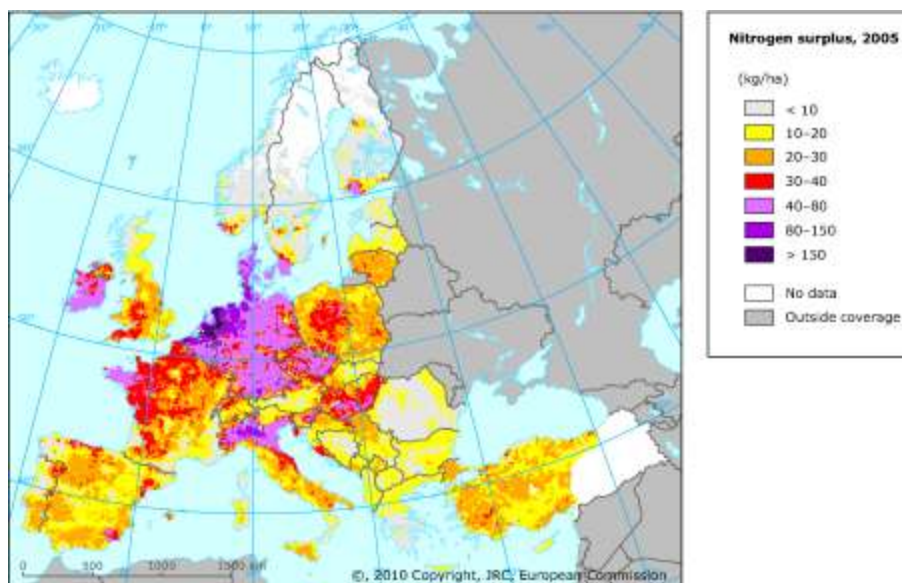 Nitrogen surplus, 2005
(kg/ha)
< 10
10–20
20–30
30–40
40–80
80–150
> 150
No data
Outside coverage
0 500 1000 1500 km
©, 2010 Copyright, JRC, European Commission